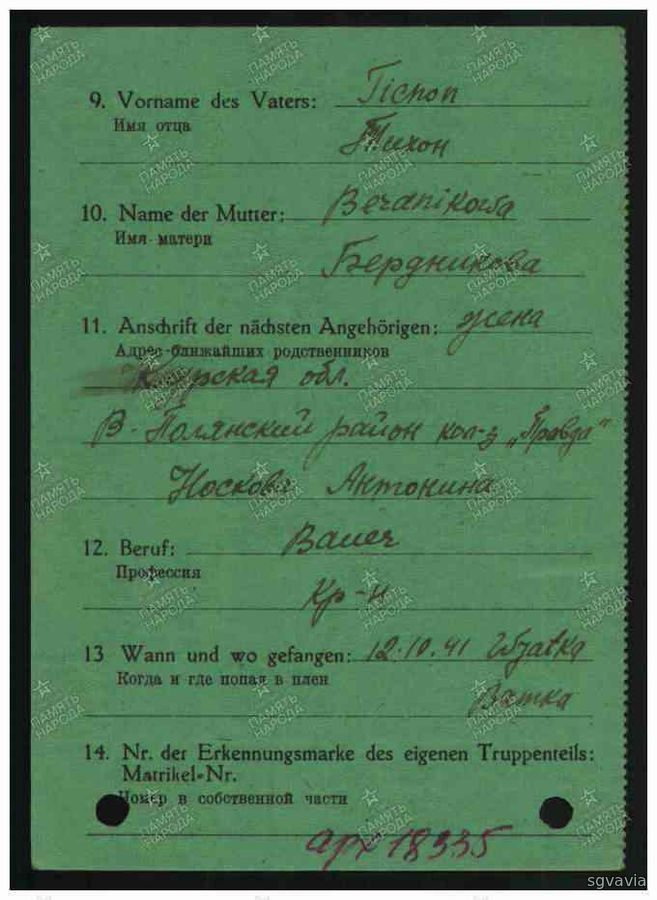 9. Vorname des Vaters: Tichon
Имя отца
Тихон
10. Name der Mutter: Berdnikowa
Имя матери
Бердникова
11. Anschrift der nächsten Angehörigen: жена
Адрес ближайших родственников
Курская обл.
В-Полянский район кол-з „Правда"
Носкова Антонина
12. Beruf: Bauer
Профессия
Кр-н
13 Wann und wo gefangen: 12.10.41 Wjatka
Когда и где попал в плен
Вятка
14. Nr. der Erkennungsmarke des eigenen Truppenteils:
Matrikel-Nr.
Номер в собственной части
арх 18335
ПАМЯТЬ НАРОДА
sgvavia